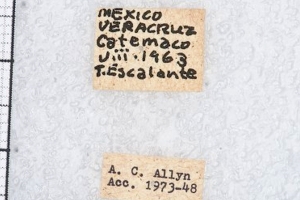 MEXICO
VERACRUZ
Catemaco
Viii.1963
T.Escalante
A. C. Allyn
Acc. 1973-48